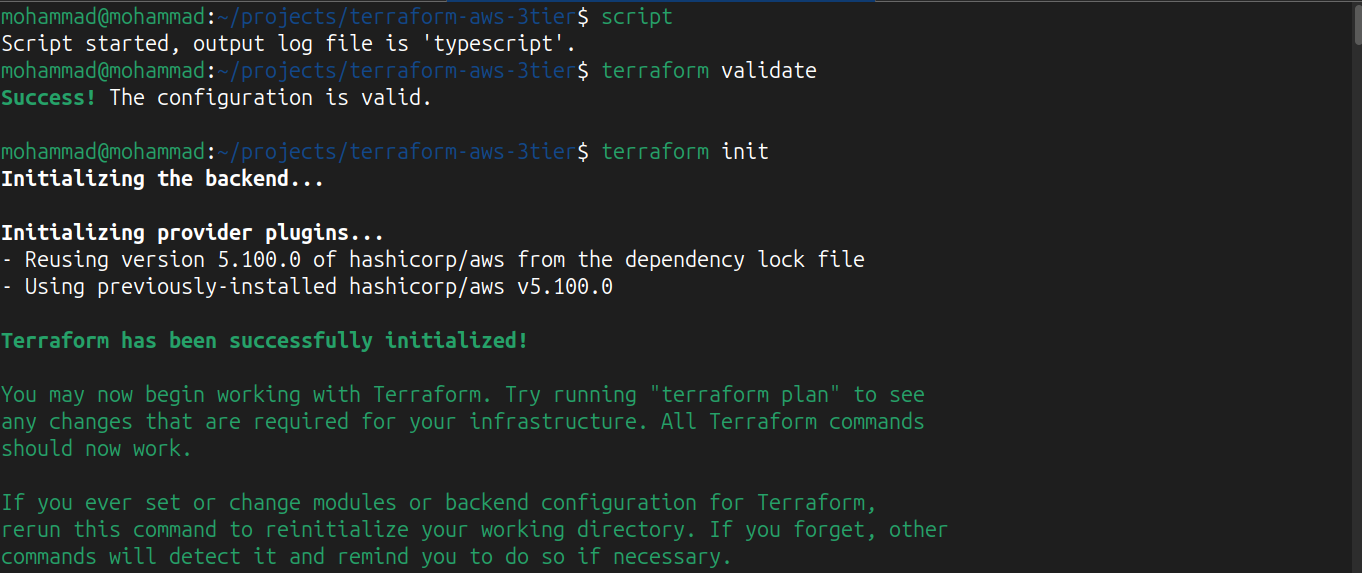 mohammad@mohammad:~/projects/terraform-aws-3tier$ script
Script started, output log file is 'typescript'.
mohammad@mohammad:~/projects/terraform-aws-3tier$ terraform validate
Success! The configuration is valid.
mohammad@mohammad:~/projects/terraform-aws-3tier$ terraform init
Initializing the backend...
Initializing provider plugins...
- Reusing version 5.100.0 of hashicorp/aws from the dependency lock file
- Using previously-installed hashicorp/aws v5.100.0
Terraform has been successfully initialized!
You may now begin working with Terraform. Try running "terraform plan" to see
any changes that are required for your infrastructure. All Terraform commands
should now work.
If you ever set or change modules or backend configuration for Terraform,
rerun this command to reinitialize your working directory. If you forget, other
commands will detect it and remind you to do so if necessary.